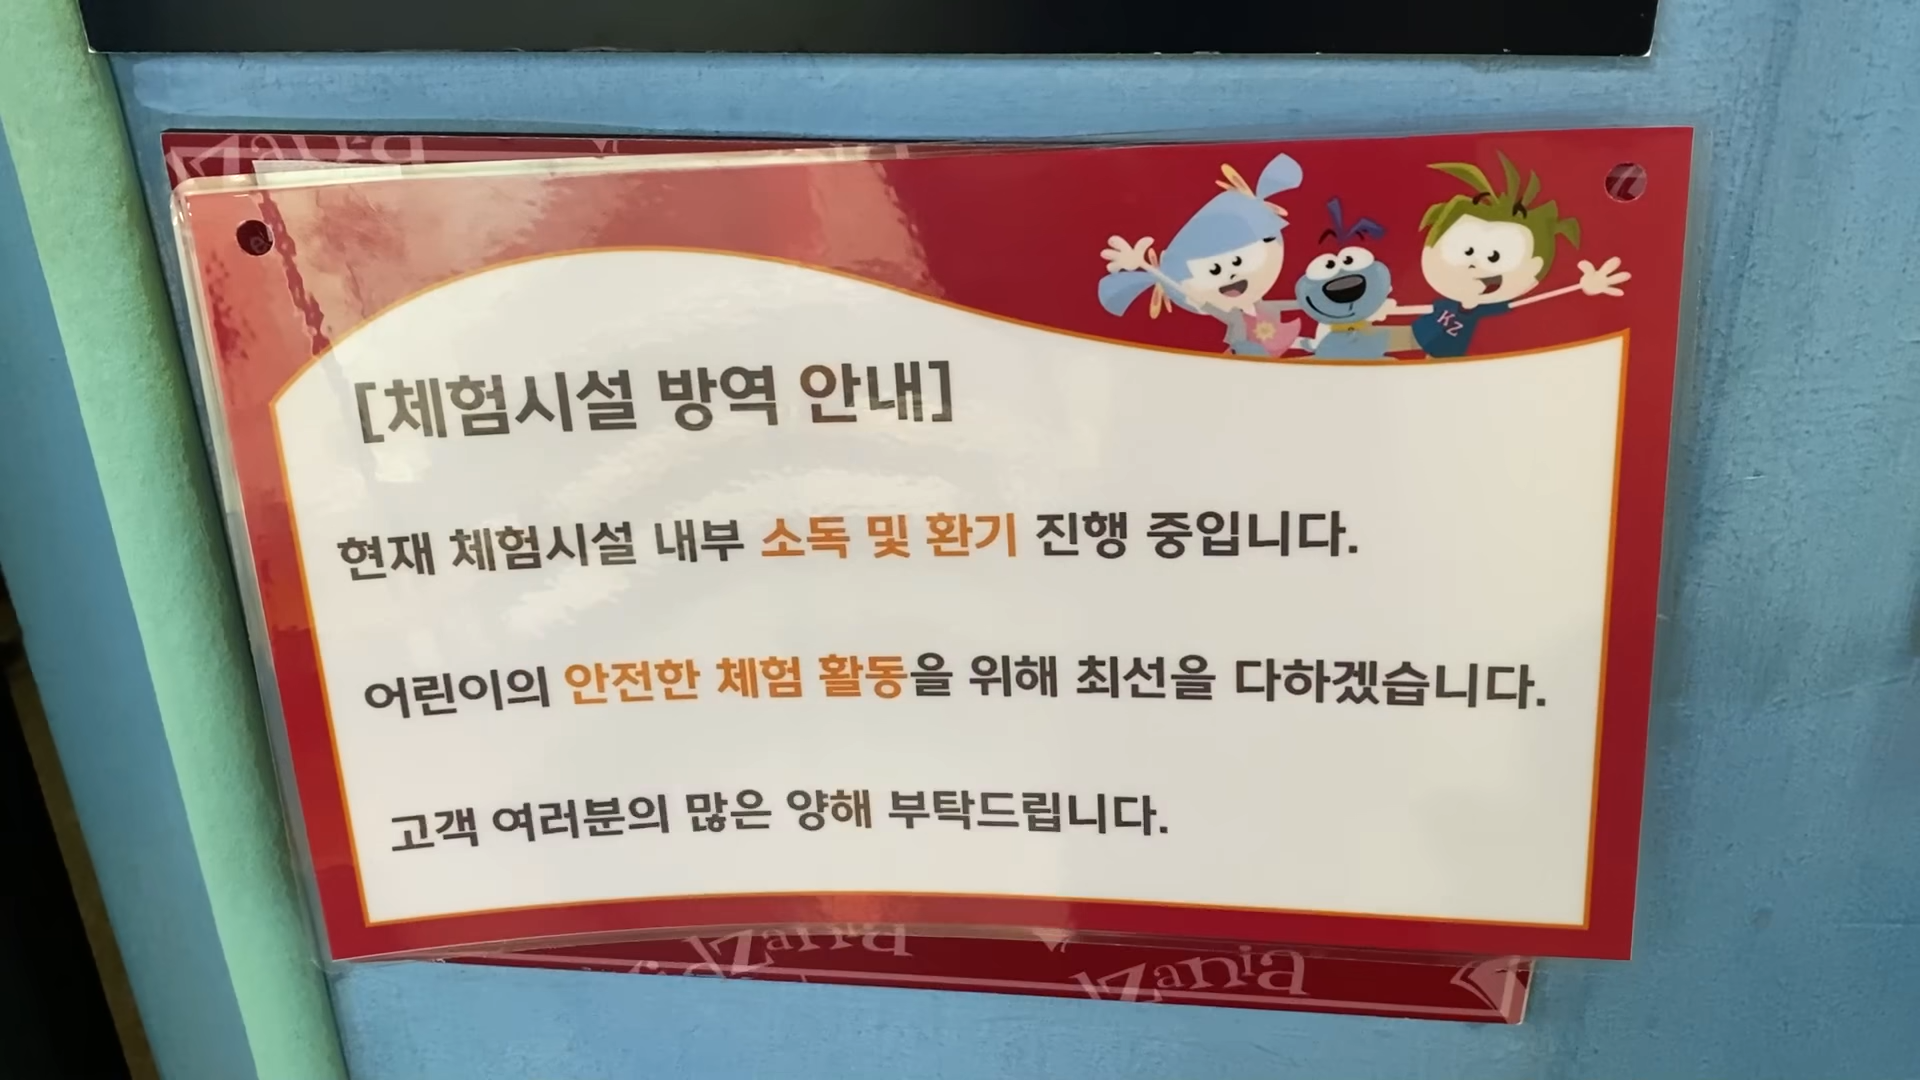 [체험시설 방역 안내]
현재 체험시설 내부 소독 및 환기 진행 중입니다.
어린이의 안전한 체험 활동을 위해 최선을 다하겠습니다.
고객 여러분의 많은 양해 부탁드립니다.
KZ